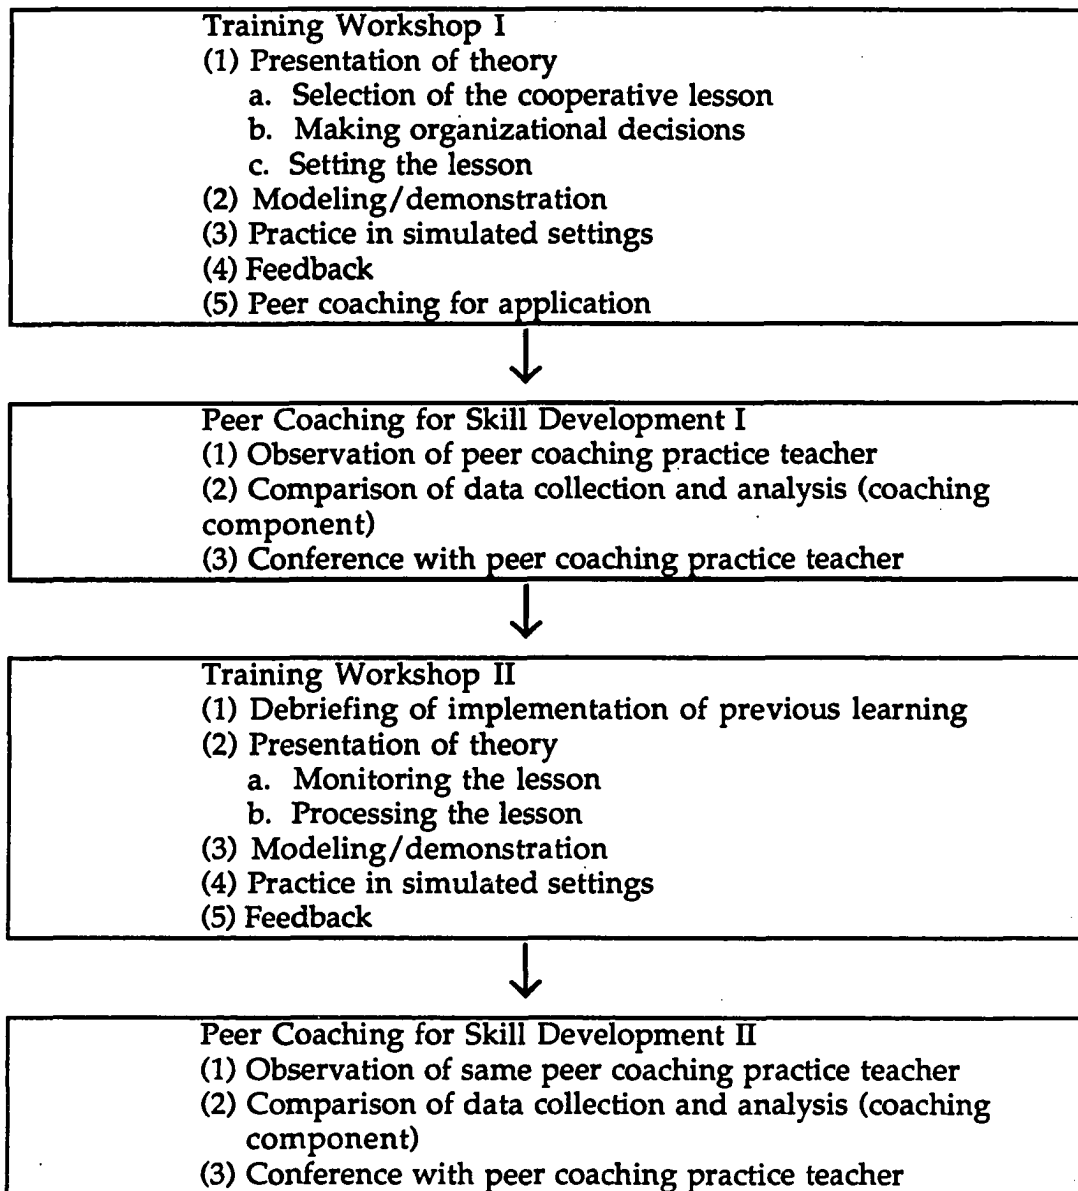 Training Workshop I
(1) Presentation of theory
a. Selection of the cooperative lesson
b. Making organizational decisions
c. Setting the lesson
(2) Modeling/demonstration
(3) Practice in simulated settings
(4) Feedback
(5) Peer coaching for application
Peer Coaching for Skill Development I
(1) Observation of peer coaching practice teacher
(2) Comparison of data collection and analysis (coaching
component)
(3) Conference with peer coaching practice teacher
Training Workshop II
(1) Debriefing of implementation of previous learning
(2) Presentation of theory
a. Monitoring the lesson
b. Processing the lesson
(3) Modeling/demonstration
(4) Practice in simulated settings
(5) Feedback
Peer Coaching for Skill Development II
(1) Observation of same peer coaching practice teacher
(2) Comparison of data collection and analysis (coaching
component)
(3) Conference with peer coaching practice teacher